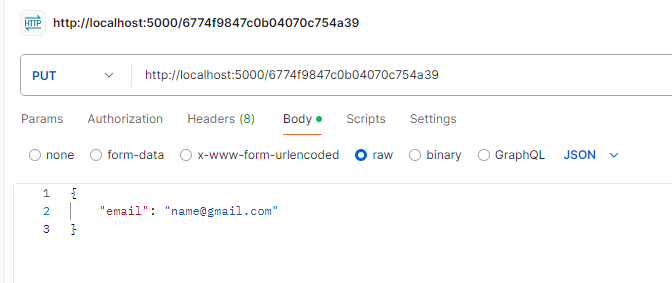 HTTP http://localhost:5000/6774f9847c0b04070c754a39
PUT http://localhost:5000/6774f9847c0b04070c754a39
Params Authorization Headers (8) Body Scripts Settings
none form-data x-www-form-urlencoded raw binary GraphQL JSON
1 {
2 "email": "name@gmail.com"
3 }